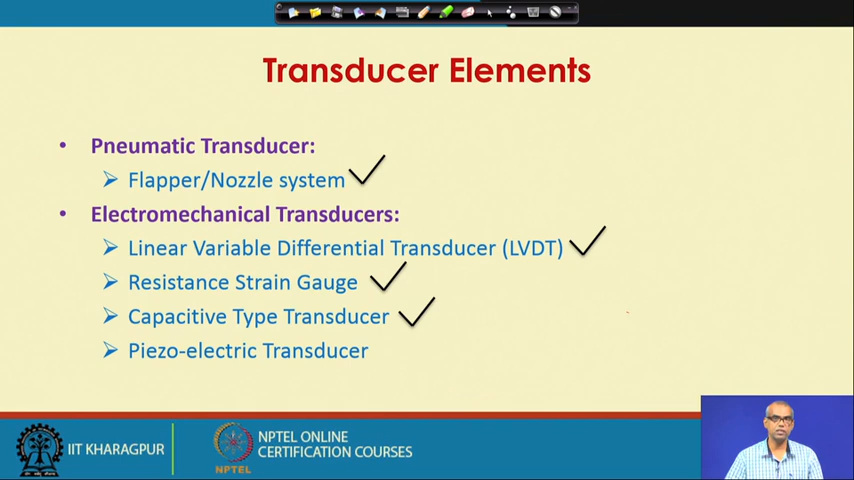 Transducer Elements
• Pneumatic Transducer:
➢ Flapper/Nozzle system
• Electromechanical Transducers:
➢ Linear Variable Differential Transducer (LVDT)
➢ Resistance Strain Gauge
➢ Capacitive Type Transducer
➢ Piezo-electric Transducer
IIT KHARAGPUR
NPTEL
NPTEL ONLINE
CERTIFICATION COURSES